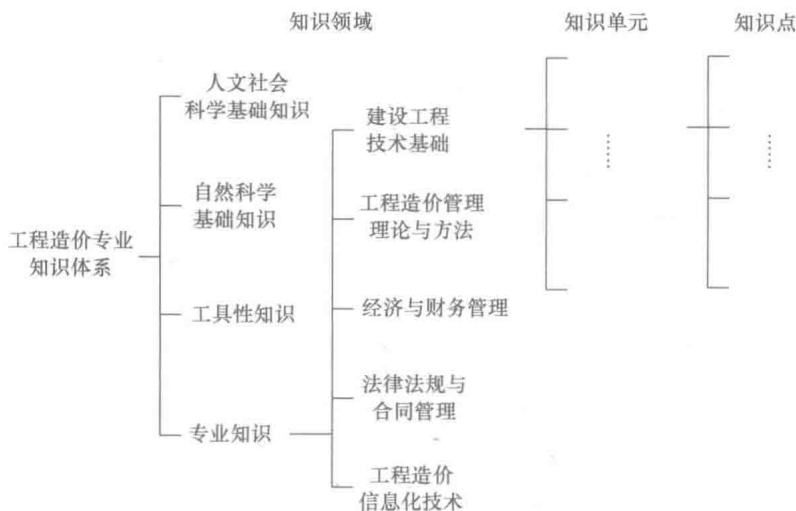 知识领域
知识单元
知识点
人文社会
科学基础知识
自然科学
基础知识
工程造价专业
知识体系
工具性知识
专业知识
建设工程
技术基础
工程造价管理
理论与方法
经济与财务管理
法律法规与
合同管理
工程造价
信息化技术
……
……